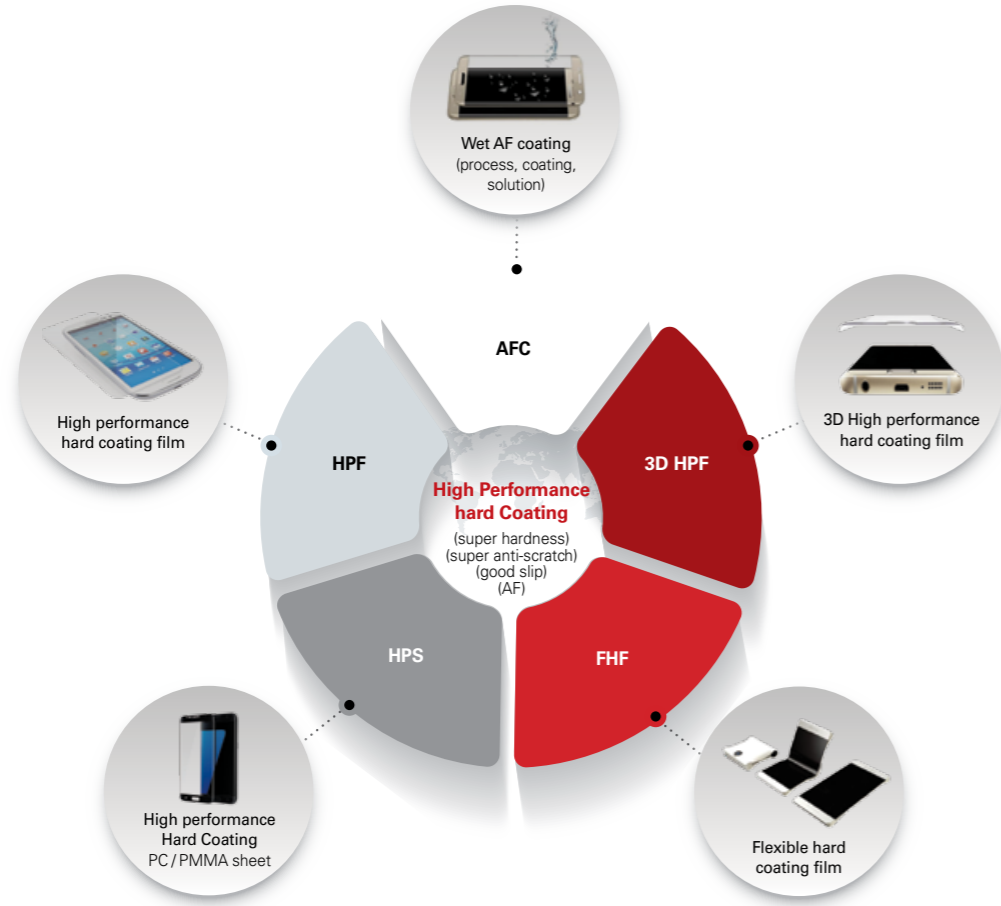 Wet AF coating
(process, coating,
solution)
AFC
High performance
hard coating film
3D High performance
hard coating film
HPF
3D HPF
High Performance
hard Coating
(super hardness)
(super anti-scratch)
(good slip)
(AF)
HPS
FHF
High performance
Hard Coating
PC / PMMA sheet
Flexible hard
coating film